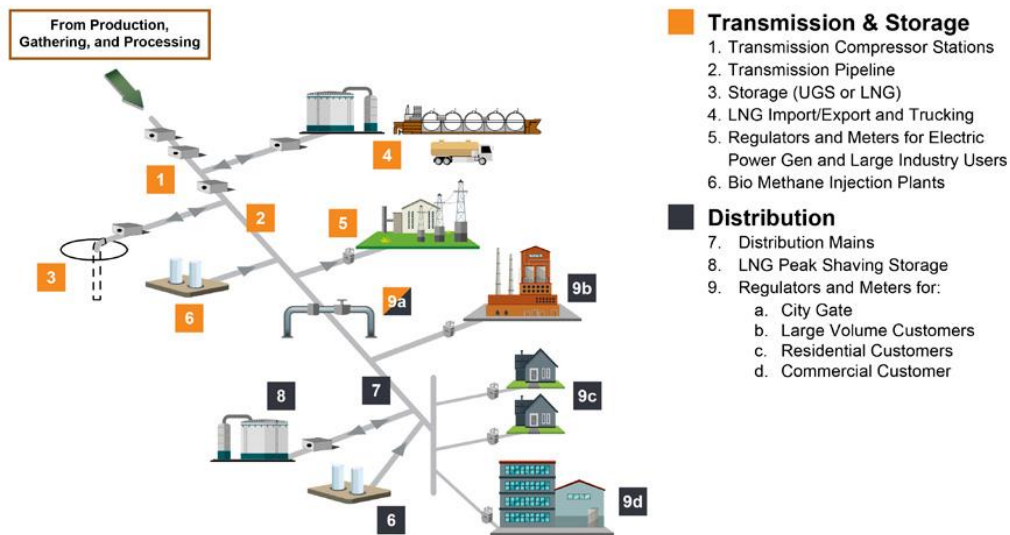 From Production,
Gathering, and Processing
1
2
3
4
5
6
9a
9b
7
8
9c
6
9d
Transmission & Storage
1. Transmission Compressor Stations
2. Transmission Pipeline
3. Storage (UGS or LNG)
4. LNG Import/Export and Trucking
5. Regulators and Meters for Electric
Power Gen and Large Industry Users
6. Bio Methane Injection Plants
Distribution
7. Distribution Mains
8. LNG Peak Shaving Storage
9. Regulators and Meters for:
a. City Gate
b. Large Volume Customers
c. Residential Customers
d. Commercial Customer